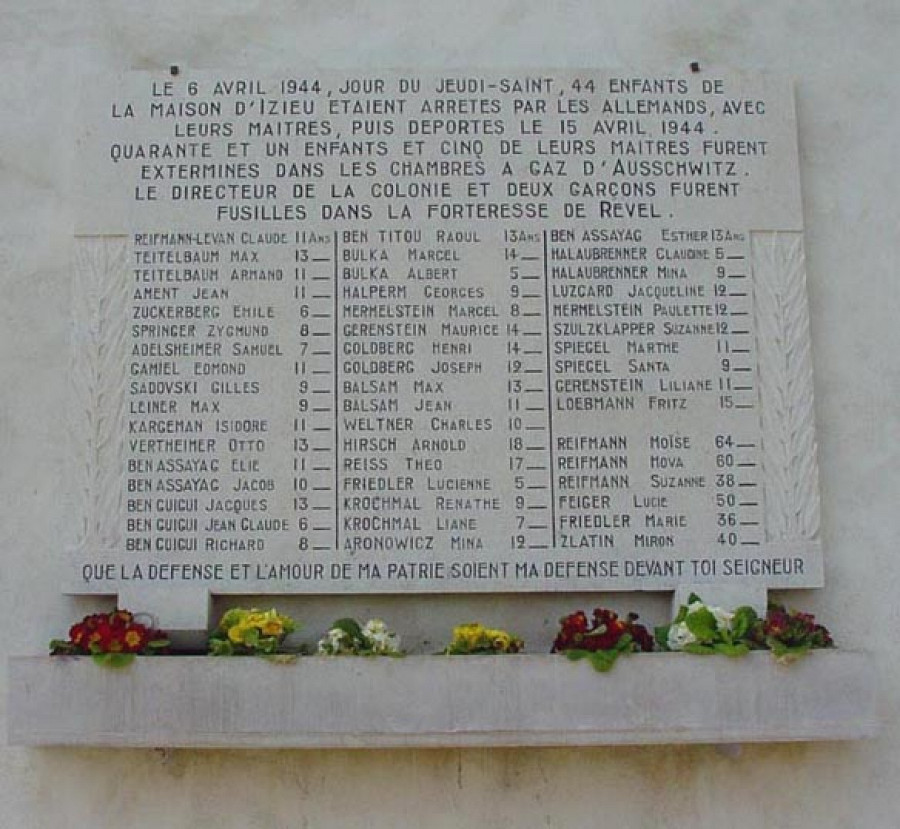 LE 6 AVRIL 1944, JOUR DU JEUDI-SAINT, 44 ENFANTS DE
LA MAISON D'IZIEU ETAIENT ARRETES PAR LES ALLEMANDS, AVEC
LEURS MAITRES, PUIS DEPORTES LE 15 AVRIL 1944.
QUARANTE ET UN ENFANTS ET CINQ DE LEURS MAITRES FURENT
EXTERMINES DANS LES CHAMBRES A GAZ D'AUSSCHWITZ.
LE DIRECTEUR DE LA COLONIE ET DEUX GARCONS FURENT
FUSILLES DANS LA FORTERESSE DE REVEL.
REIFMANN-LEVAN CLAUDE 11 ANS
TEITELBAUM MAX 13 —
TEITELBAUM ARMAND 11 —
AMENT JEAN 11 —
ZUCKERBERG EMILE 6 —
SPRINGER ZYGMUND 8 —
ADELSHEIMER SAMUEL 7 —
GAMIEL EDMOND 11 —
SADOVSKI GILLES 9 —
LEINER MAX 9 —
KARGEMAN ISIDORE 11 —
VERTHEIMER OTTO 13 —
BEN ASSAYAG ELIE 11 —
BEN ASSAYAG JACOB 10 —
BEN GUIGUI JACQUES 13 —
BEN GUIGUI JEAN CLAUDE 6 —
BEN GUIGUI RICHARD 8 —
BEN TITOU RAOUL 13 ANS
BULKA MARCEL 14 —
BULKA ALBERT 5 —
HALPERM GEORGES 9 —
MERMELSTEIN MARCEL 8 —
GERENSTEIN MAURICE 14 —
GOLDBERG HENRI 14 —
GOLDBERG JOSEPH 12 —
BALSAM MAX 13 —
BALSAM JEAN 11 —
WELTNER CHARLES 10 —
HIRSCH ARNOLD 18 —
REISS THEO 17 —
FRIEDLER LUCIENNE 5 —
KROCHMAL RENATHE 9 —
KROCHMAL LIANE 7 —
ARONOWICZ MINA 12 —
BEN ASSAYAG ESTHER 13 ANS
HALAUBRENNER CLAUDINE 5 —
HALAUBRENNER MINA 9 —
LUZGARD JACQUELINE 12 —
MERMELSTEIN PAULETTE 12 —
SZULZKLAPPER SUZANNE 12 —
SPIEGEL MARTHE 11 —
SPIEGEL SANTA 9 —
GERENSTEIN LILIANE 11 —
LOEBMANN FRITZ 15 —
REIFMANN MOÏSE 64 —
REIFMANN MOVA 60 —
REIFMANN SUZANNE 38 —
FEIGER LUCIE 50 —
FRIEDLER MARIE 36 —
ZLATIN MIRON 40 —
QUE LA DEFENSE ET L'AMOUR DE MA PATRIE SOIENT MA DEFENSE DEVANT TOI SEIGNEUR